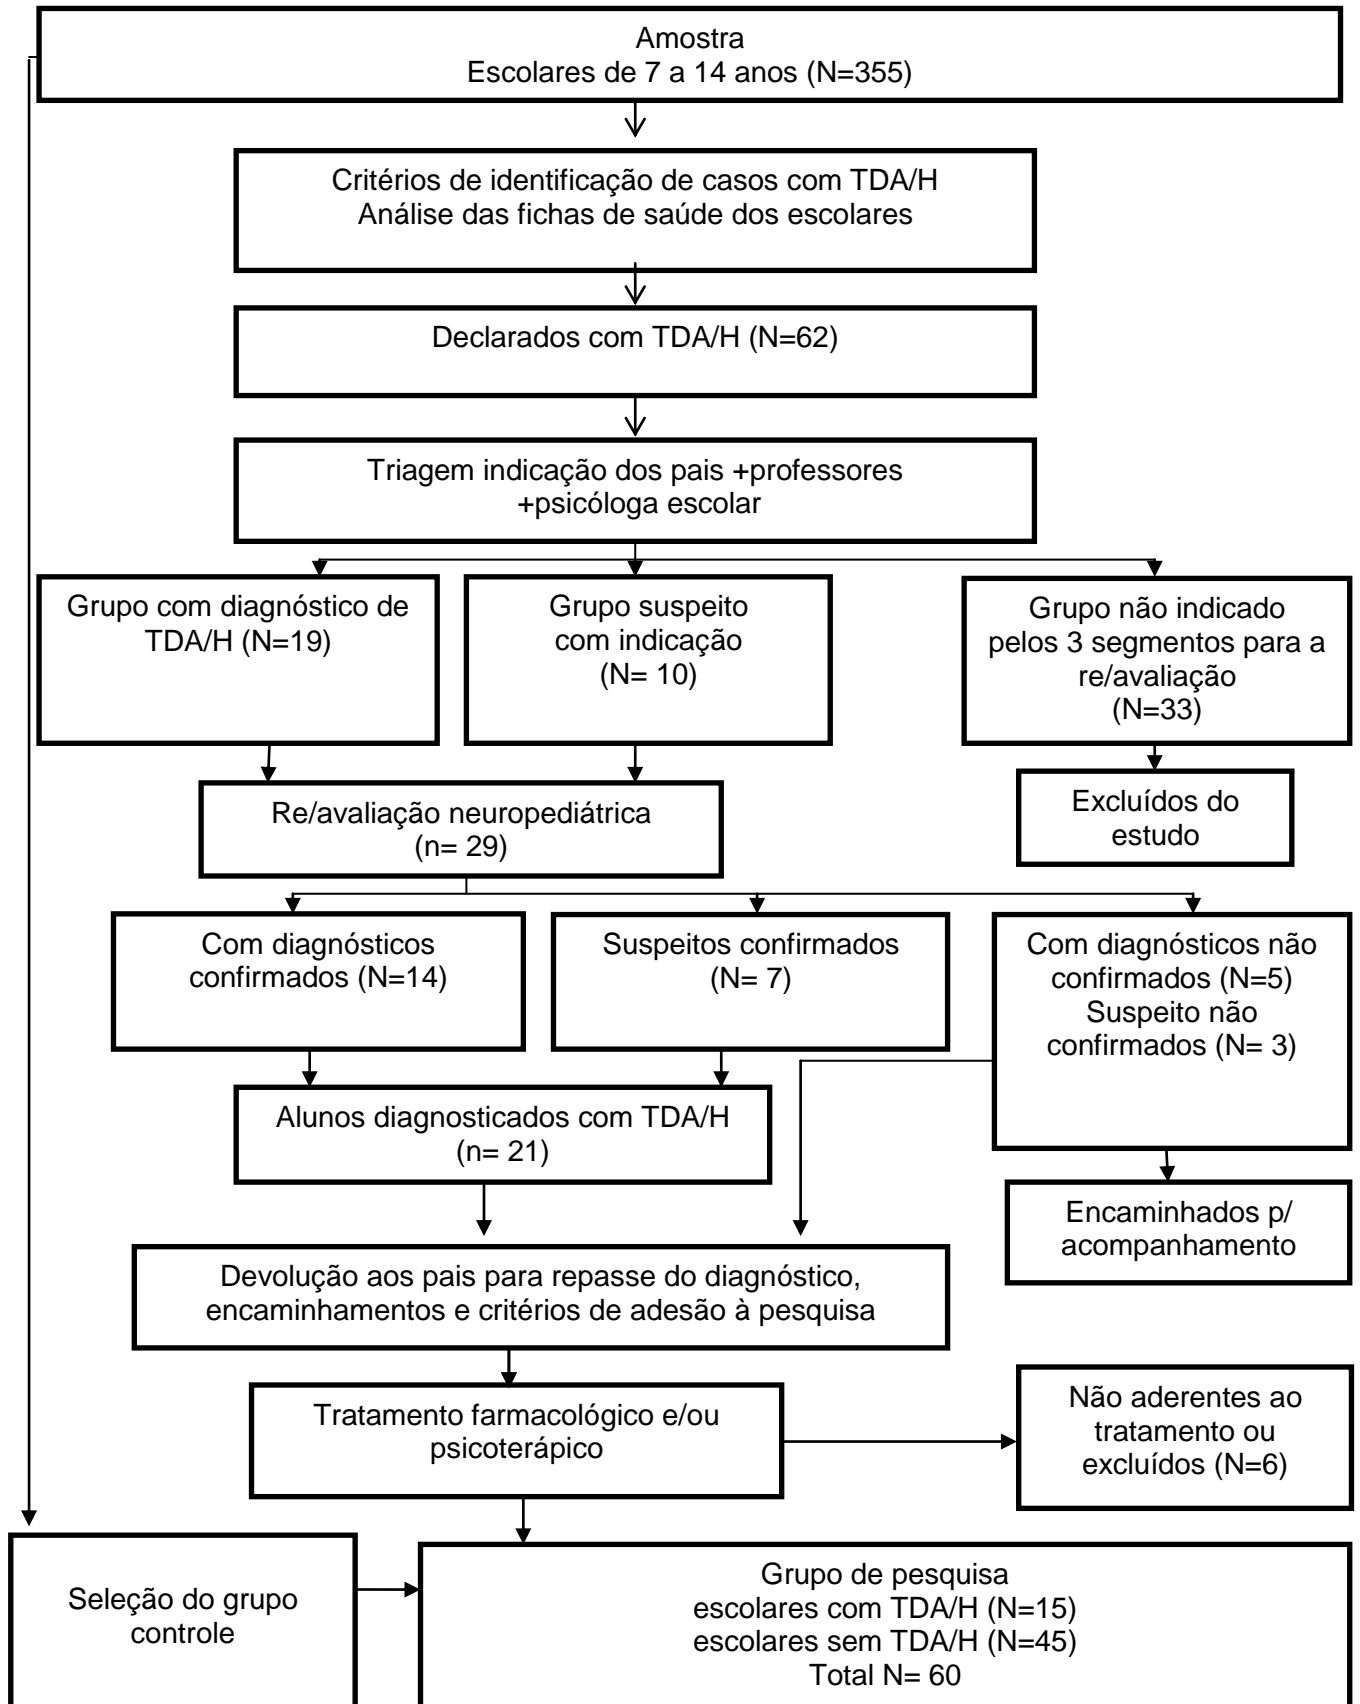 Amostra
Escolares de 7 a 14 anos (N=355)
Critérios de identificação de casos com TDA/H
Análise das fichas de saúde dos escolares
Declarados com TDA/H (N=62)
Triagem indicação dos pais +professores
+psicóloga escolar
Grupo com diagnóstico de
TDA/H (N=19)
Grupo suspeito
com indicação
(N= 10)
Grupo não indicado
pelos 3 segmentos para a
re/avaliação
(N=33)
Re/avaliação neuropediátrica
(n= 29)
Excluídos do
estudo
Com diagnósticos
confirmados (N=14)
Suspeitos confirmados
(N= 7)
Com diagnósticos não
confirmados (N=5)
Suspeito não
confirmados (N= 3)
Alunos diagnosticados com TDA/H
(n= 21)
Encaminhados p/
acompanhamento
Devolução aos pais para repasse do diagnóstico,
encaminhamentos e critérios de adesão à pesquisa
Tratamento farmacológico e/ou
psicoterápico
Não aderentes ao
tratamento ou
excluídos (N=6)
Seleção do grupo
controle
Grupo de pesquisa
escolares com TDA/H (N=15)
escolares sem TDA/H (N=45)
Total N= 60